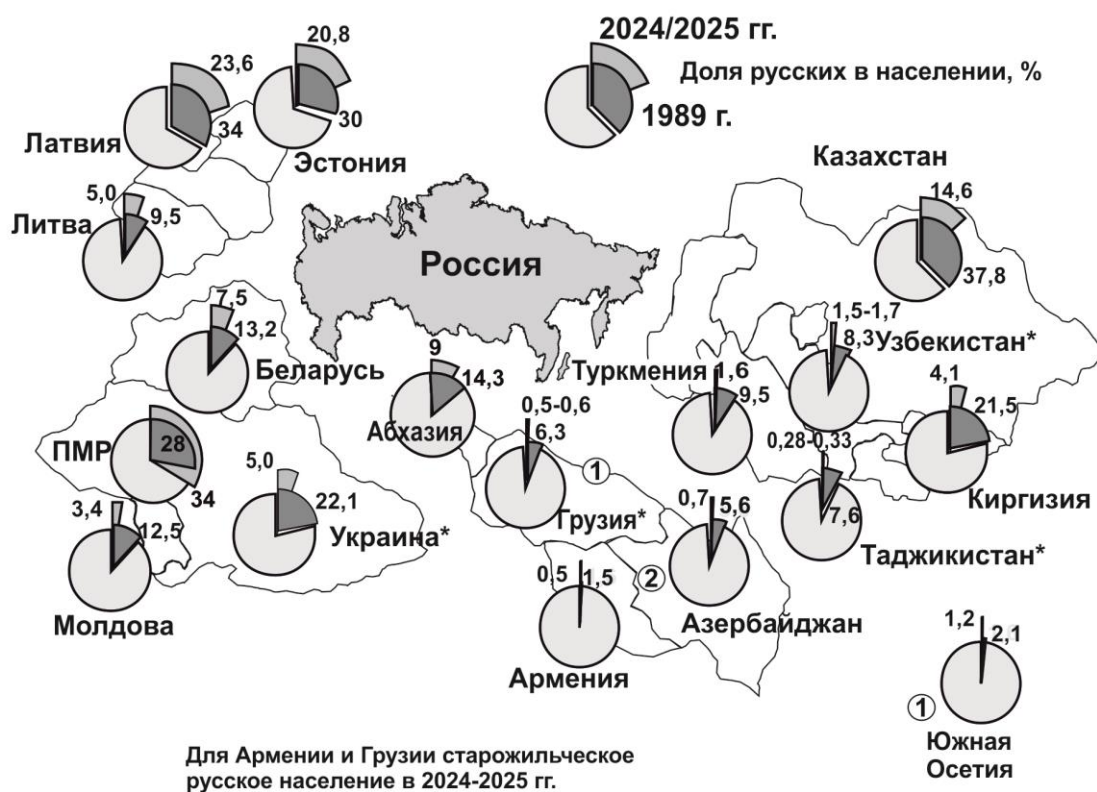 2024/2025 гг.
Доля русских в населении, %
1989 г.
23,6
34
Латвия
20,8
30
Эстония
5,0
9,5
Литва
Россия
Казахстан
14,6
37,8
7,5
13,2
Беларусь
9
14,3
Абхазия
0,5-0,6
6,3
Грузия*
1
Туркмения
1,6
9,5
1,5-1,7
8,3
Узбекистан*
4,1
21,5
Киргизия
0,28-0,33
7,6
Таджикистан*
ПМР
28
34
3,4
12,5
Молдова
5,0
22,1
Украина*
0,5
1,5
Армения
2
0,7
5,6
Азербайджан
1,2
2,1
1
Южная
Осетия
Для Армении и Грузии старожильческое
русское население в 2024-2025 гг.